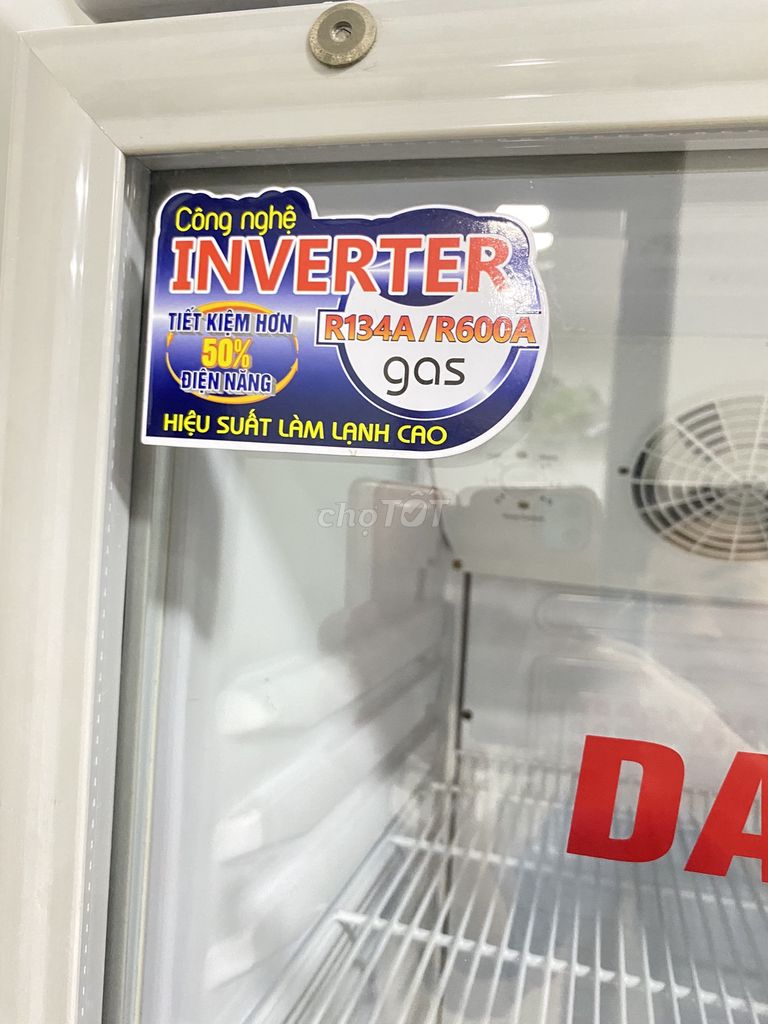 Công nghệ
INVERTER
TIẾT KIỆM HƠN
50%
ĐIỆN NĂNG
R134A/R600A
gas
HIỆU SUẤT LÀM LẠNH CAO
chợTỐT
DA